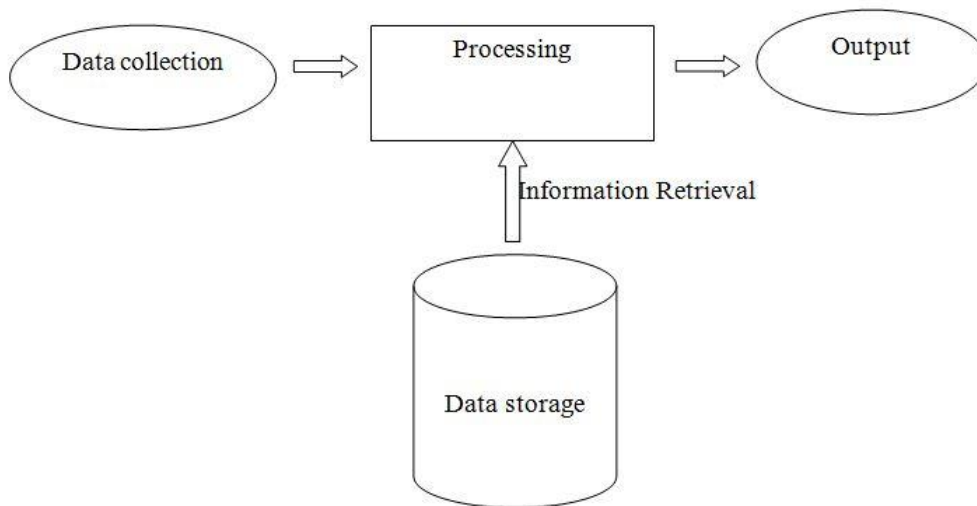 Data collection
Processing
Output
Information Retrieval
Data storage